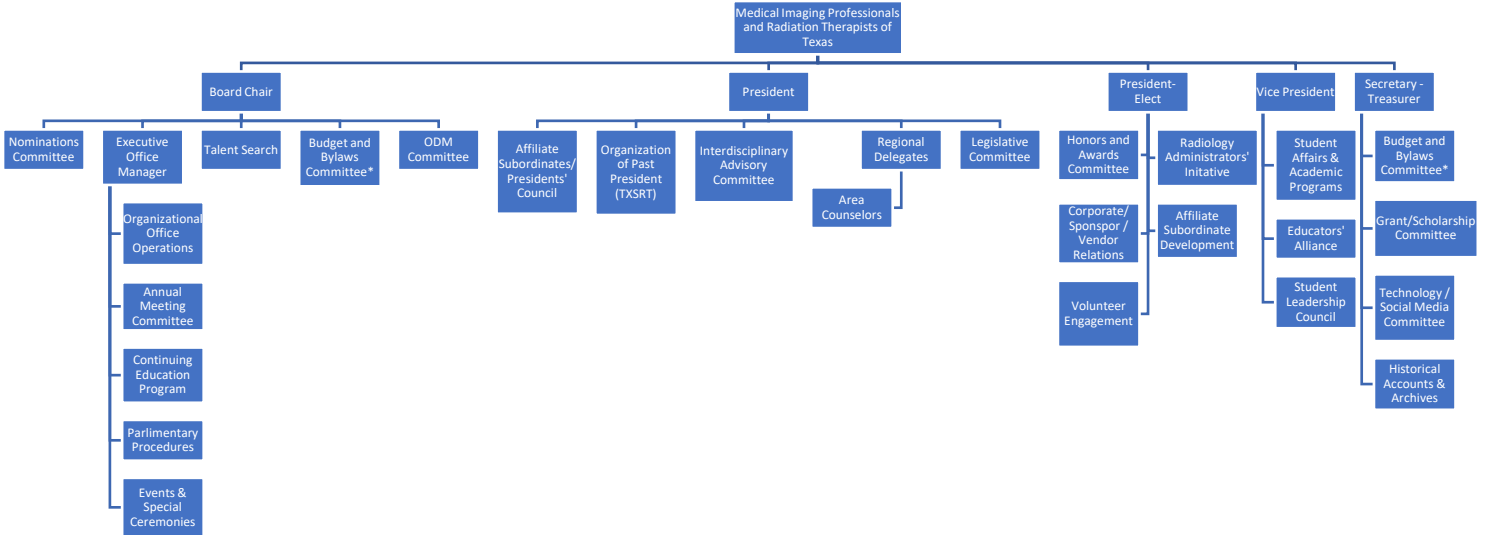 Medical Imaging Professionals
and Radiation Therapists of
Texas
Board Chair
President
President-
Elect
Vice President
Secretary -
Treasurer
Nominations
Committee
Executive
Office
Manager
Talent Search
Budget and
Bylaws
Committee*
ODM
Committee
Affiliate
Subordinates/
Presidents'
Council
Organization
of Past
President
(TXSRT)
Interdisciplinary
Advisory
Committee
Regional
Delegates
Legislative
Committee
Honors and
Awards
Committee
Radiology
Administrators'
Initative
Student
Affairs &
Academic
Programs
Budget and
Bylaws
Committee*
Organizational
Office
Operations
Area
Counselors
Corporate/
Sponspor /
Vendor
Relations
Affiliate
Subordinate
Development
Educators'
Alliance
Grant/Scholarship
Committee
Annual
Meeting
Committee
Volunteer
Engagement
Student
Leadership
Council
Technology /
Social Media
Committee
Continuing
Education
Program
Historical
Accounts &
Archives
Parlimentary
Procedures
Events &
Special
Ceremonies